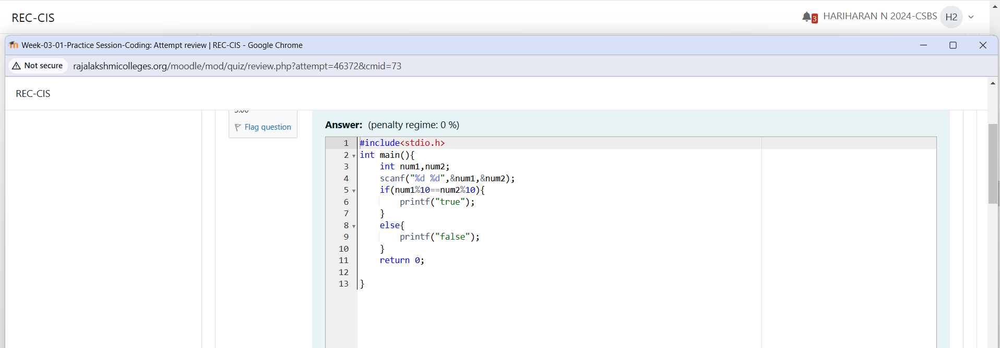 REC-CIS
3 HARIHARAN N 2024-CSBS H2
Week-03-01-Practice Session-Coding: Attempt review | REC-CIS - Google Chrome
Not secure rajalakshmicolleges.org/moodle/mod/quiz/review.php?attempt=46372&cmid=73
REC-CIS
Flag question
Answer: (penalty regime: 0 %)
1 #include<stdio.h>
2 int main(){
3 int num1,num2;
4 scanf("%d %d",&num1,&num2);
5 if(num1%10==num2%10){
6 printf("true");
7 }
8 else{
9 printf("false");
10 }
11 return 0;
12
13 }